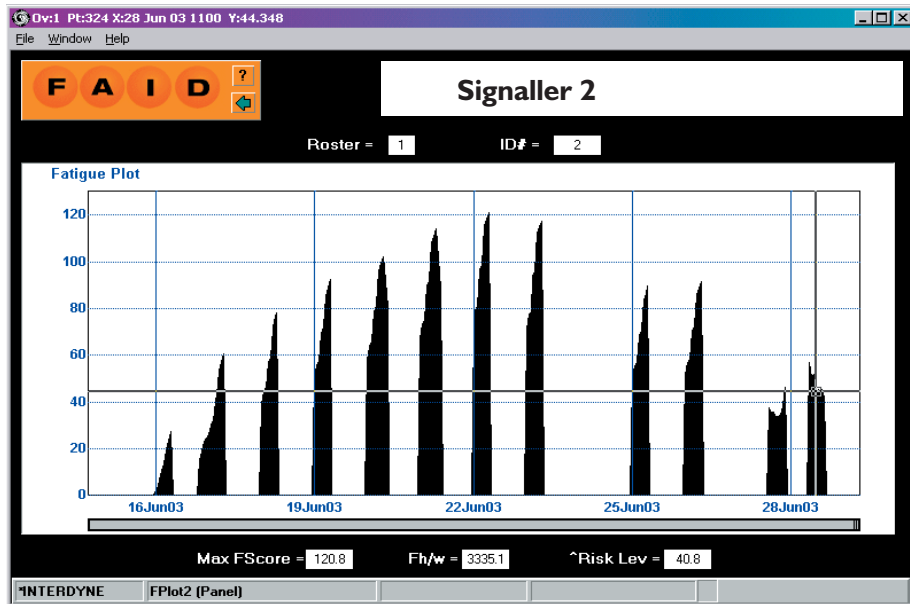 Ov:1 Pt:324 X:28 Jun 03 1100 Y:44.348
File Window Help
F A I D ?
Signaller 2
Roster = 1 ID# = 2
Fatigue Plot
120
100
80
60
40
20
0
16Jun03 19Jun03 22Jun03 25Jun03 28Jun03
Max FScore = 120.8 Fh/w = 3335.1 ^Risk Lev = 40.8
*INTERDYNE FPlot2 (Panel)